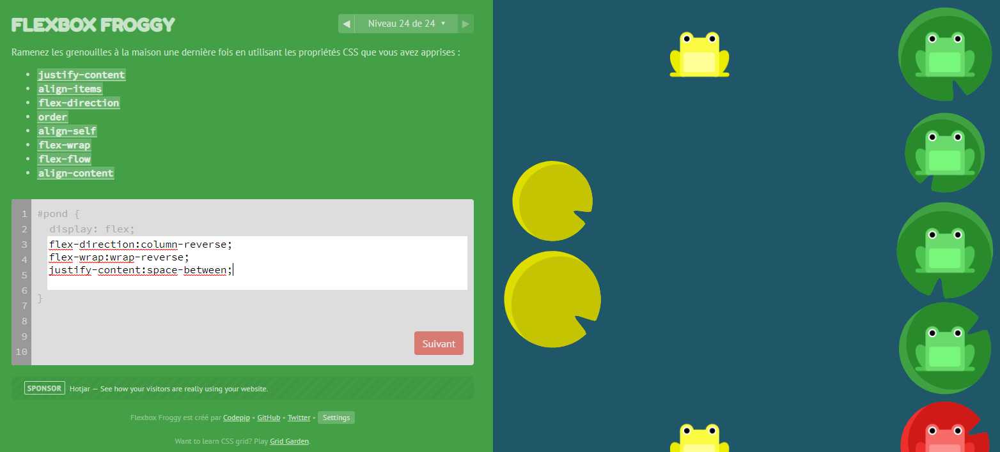 FLEXBOX FROGGY
◀ Niveau 24 de 24 ▼ ▶
Ramenez les grenouilles à la maison une dernière fois en utilisant les propriétés CSS que vous avez apprises :
• justify-content
• align-items
• flex-direction
• order
• align-self
• flex-wrap
• flex-flow
• align-content
1 #pond {
2 display: flex;
3 flex-direction:column-reverse;
4 flex-wrap:wrap-reverse;
5 justify-content:space-between;
6
7 }
8
9
10
Suivant
SPONSOR Hotjar — See how your visitors are really using your website.
Flexbox Froggy est créé par Codepip • GitHub • Twitter • Settings
Want to learn CSS grid? Play Grid Garden.